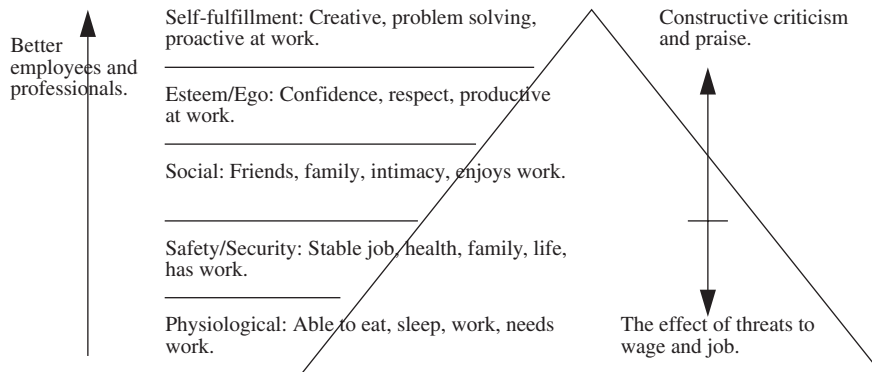 Better
employees and
professionals.
Self-fulfillment: Creative, problem solving,
proactive at work.
Esteem/Ego: Confidence, respect, productive
at work.
Social: Friends, family, intimacy, enjoys work.
Safety/Security: Stable job, health, family, life,
has work.
Physiological: Able to eat, sleep, work, needs
work.
Constructive criticism
and praise.
The effect of threats to
wage and job.